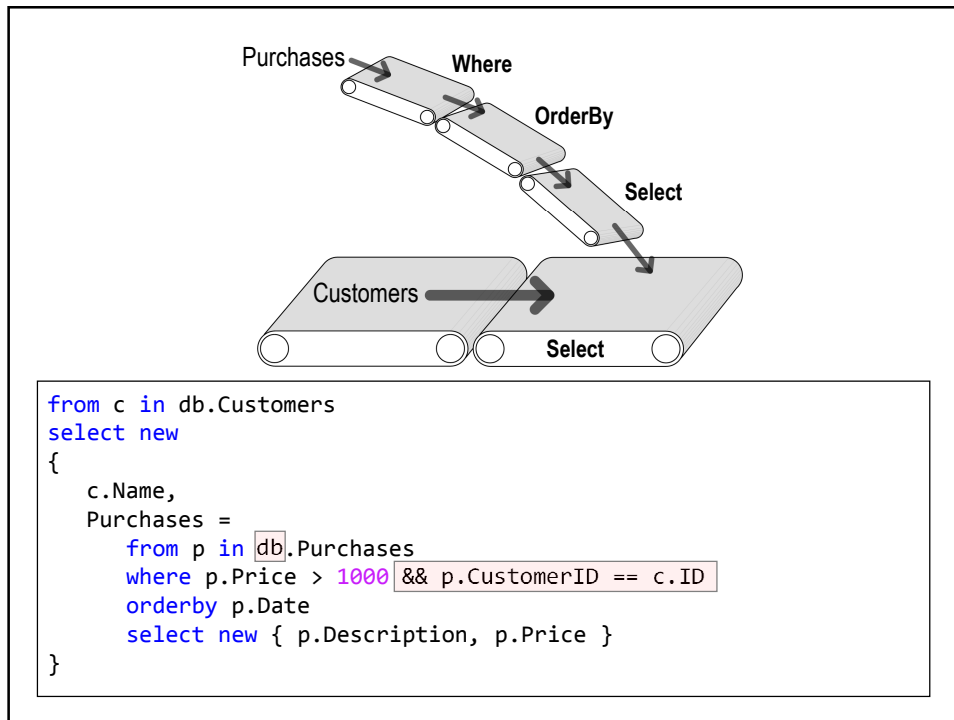 Purchases
Where
OrderBy
Select
Customers
Select
from c in db.Customers
select new
{
   c.Name,
   Purchases =
      from p in db.Purchases
      where p.Price > 1000 && p.CustomerID == c.ID
      orderby p.Date
      select new { p.Description, p.Price }
}